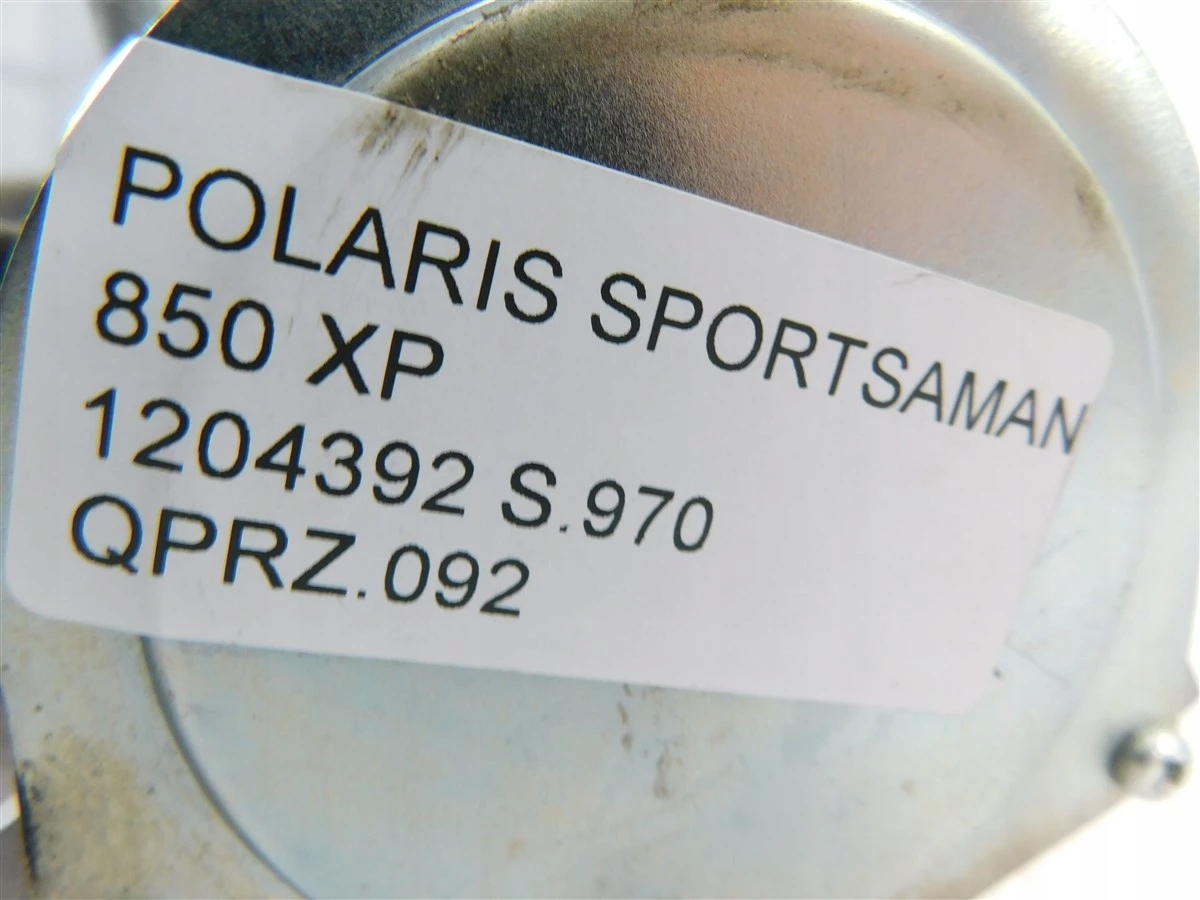 POLARIS SPORTSAMAN
850 XP
1204392 S.970
QPRZ.092